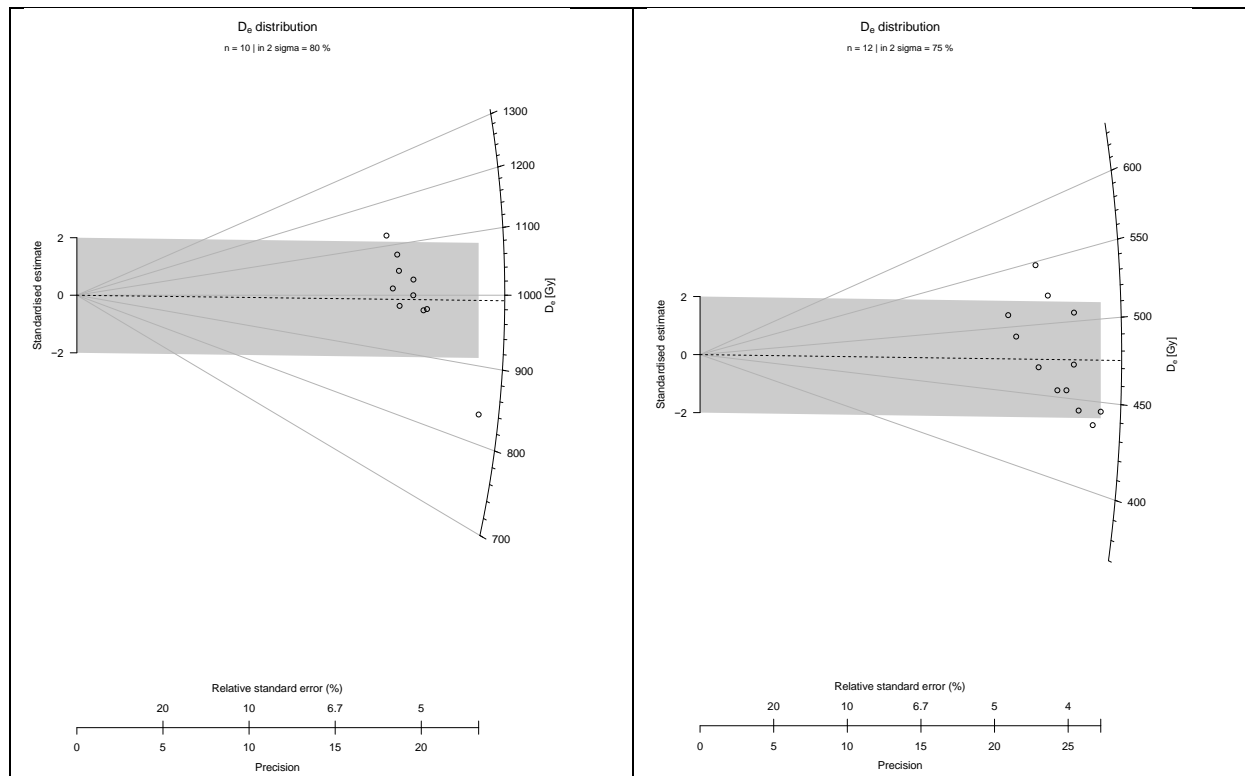 Dₑ distribution
n = 10 | in 2 sigma = 80 %
1300
1200
1100
1000
900
800
700
Dₑ [Gy]
Standardised estimate
2
0
−2
Relative standard error (%)
20 10 6.7 5
0 5 10 15 20
Precision
Dₑ distribution
n = 12 | in 2 sigma = 75 %
600
550
500
450
400
Dₑ [Gy]
Standardised estimate
2
0
−2
Relative standard error (%)
20 10 6.7 5 4
0 5 10 15 20 25
Precision